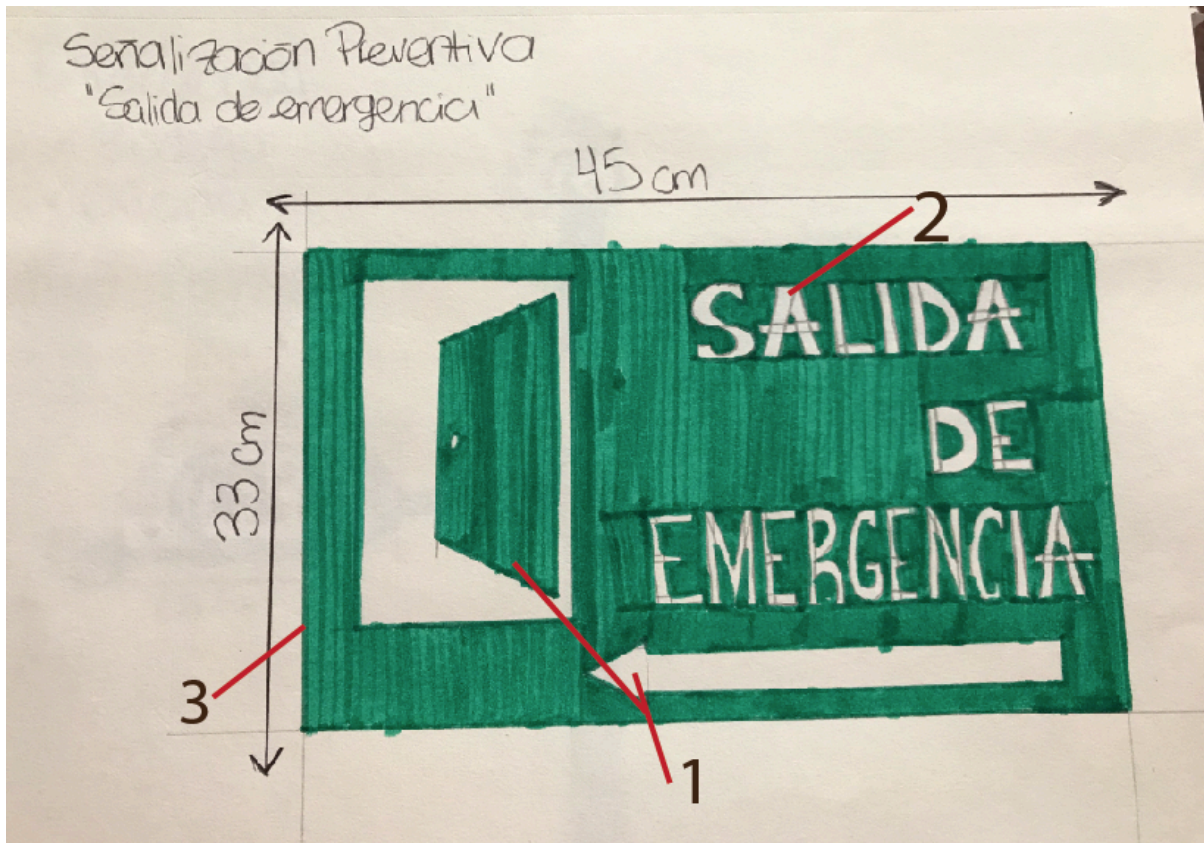 Señalización Preventiva
"Salida de emergencia"
45 cm
2
SALIDA
33 cm
DE
EMERGENCIA
3
1